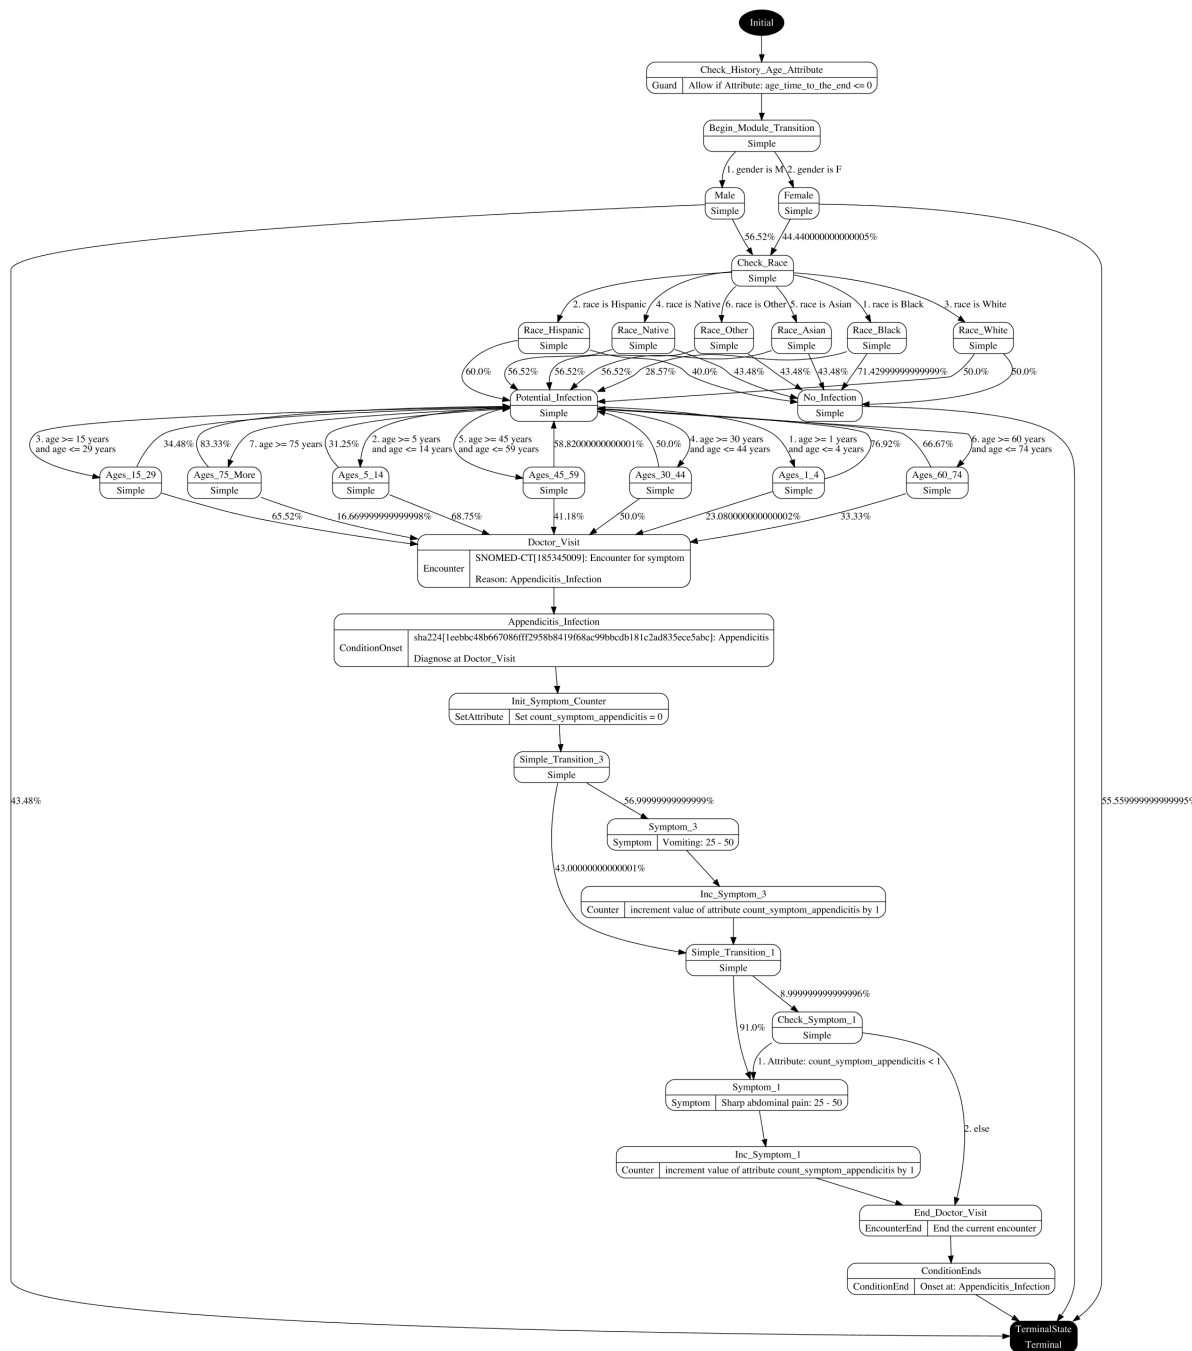 Initial
Check_History_Age_Attribute
Guard
Allow if Attribute: age_time_to_the_end <= 0
Begin_Module_Transition
Simple
1. gender is M
2. gender is F
Male
Simple
Female
Simple
56.52%
44.440000000000005%
Check_Race
Simple
2. race is Hispanic
4. race is Native
6. race is Other
5. race is Asian
1. race is Black
3. race is White
Race_Hispanic
Simple
Race_Native
Simple
Race_Other
Simple
Race_Asian
Simple
Race_Black
Simple
Race_White
Simple
60.0%
56.52%
56.52%
56.52%
28.57%
40.0%
43.48%
43.48%
43.48%
71.42999999999999%
50.0%
50.0%
Potential_Infection
Simple
No_Infection
Simple
3. age >= 15 years
and age <= 29 years
34.48%
83.33%
7. age >= 75 years
31.25%
2. age >= 5 years
and age <= 14 years
5. age >= 45 years
and age <= 59 years
58.82000000000001%
50.0%
4. age >= 30 years
and age <= 44 years
1. age >= 1 years
and age <= 4 years
76.92%
66.67%
6. age >= 60 years
and age <= 74 years
Ages_15_29
Simple
Ages_75_More
Simple
Ages_5_14
Simple
Ages_45_59
Simple
Ages_30_44
Simple
Ages_1_4
Simple
Ages_60_74
Simple
65.52%
16.669999999999998%
68.75%
41.18%
50.0%
23.080000000000002%
33.33%
Doctor_Visit
Encounter
SNOMED-CT[185345009]: Encounter for symptom
Reason: Appendicitis_Infection
Appendicitis_Infection
ConditionOnset
sha224[1eebbc48b667086fff2958b8419f68ac99bbcdb181c2ad835ece5abc]: Appendicitis
Diagnose at Doctor_Visit
Init_Symptom_Counter
SetAttribute
Set count_symptom_appendicitis = 0
Simple_Transition_3
Simple
43.48%
55.559999999999995%
56.99999999999999%
Symptom_3
Symptom
Vomiting: 25 - 50
43.00000000000001%
Inc_Symptom_3
Counter
increment value of attribute count_symptom_appendicitis by 1
Simple_Transition_1
Simple
8.999999999999996%
91.0%
Check_Symptom_1
Simple
1. Attribute: count_symptom_appendicitis < 1
Symptom_1
Symptom
Sharp abdominal pain: 25 - 50
2. else
Inc_Symptom_1
Counter
increment value of attribute count_symptom_appendicitis by 1
End_Doctor_Visit
EncounterEnd
End the current encounter
ConditionEnds
ConditionEnd
Onset at: Appendicitis_Infection
TerminalState
Terminal